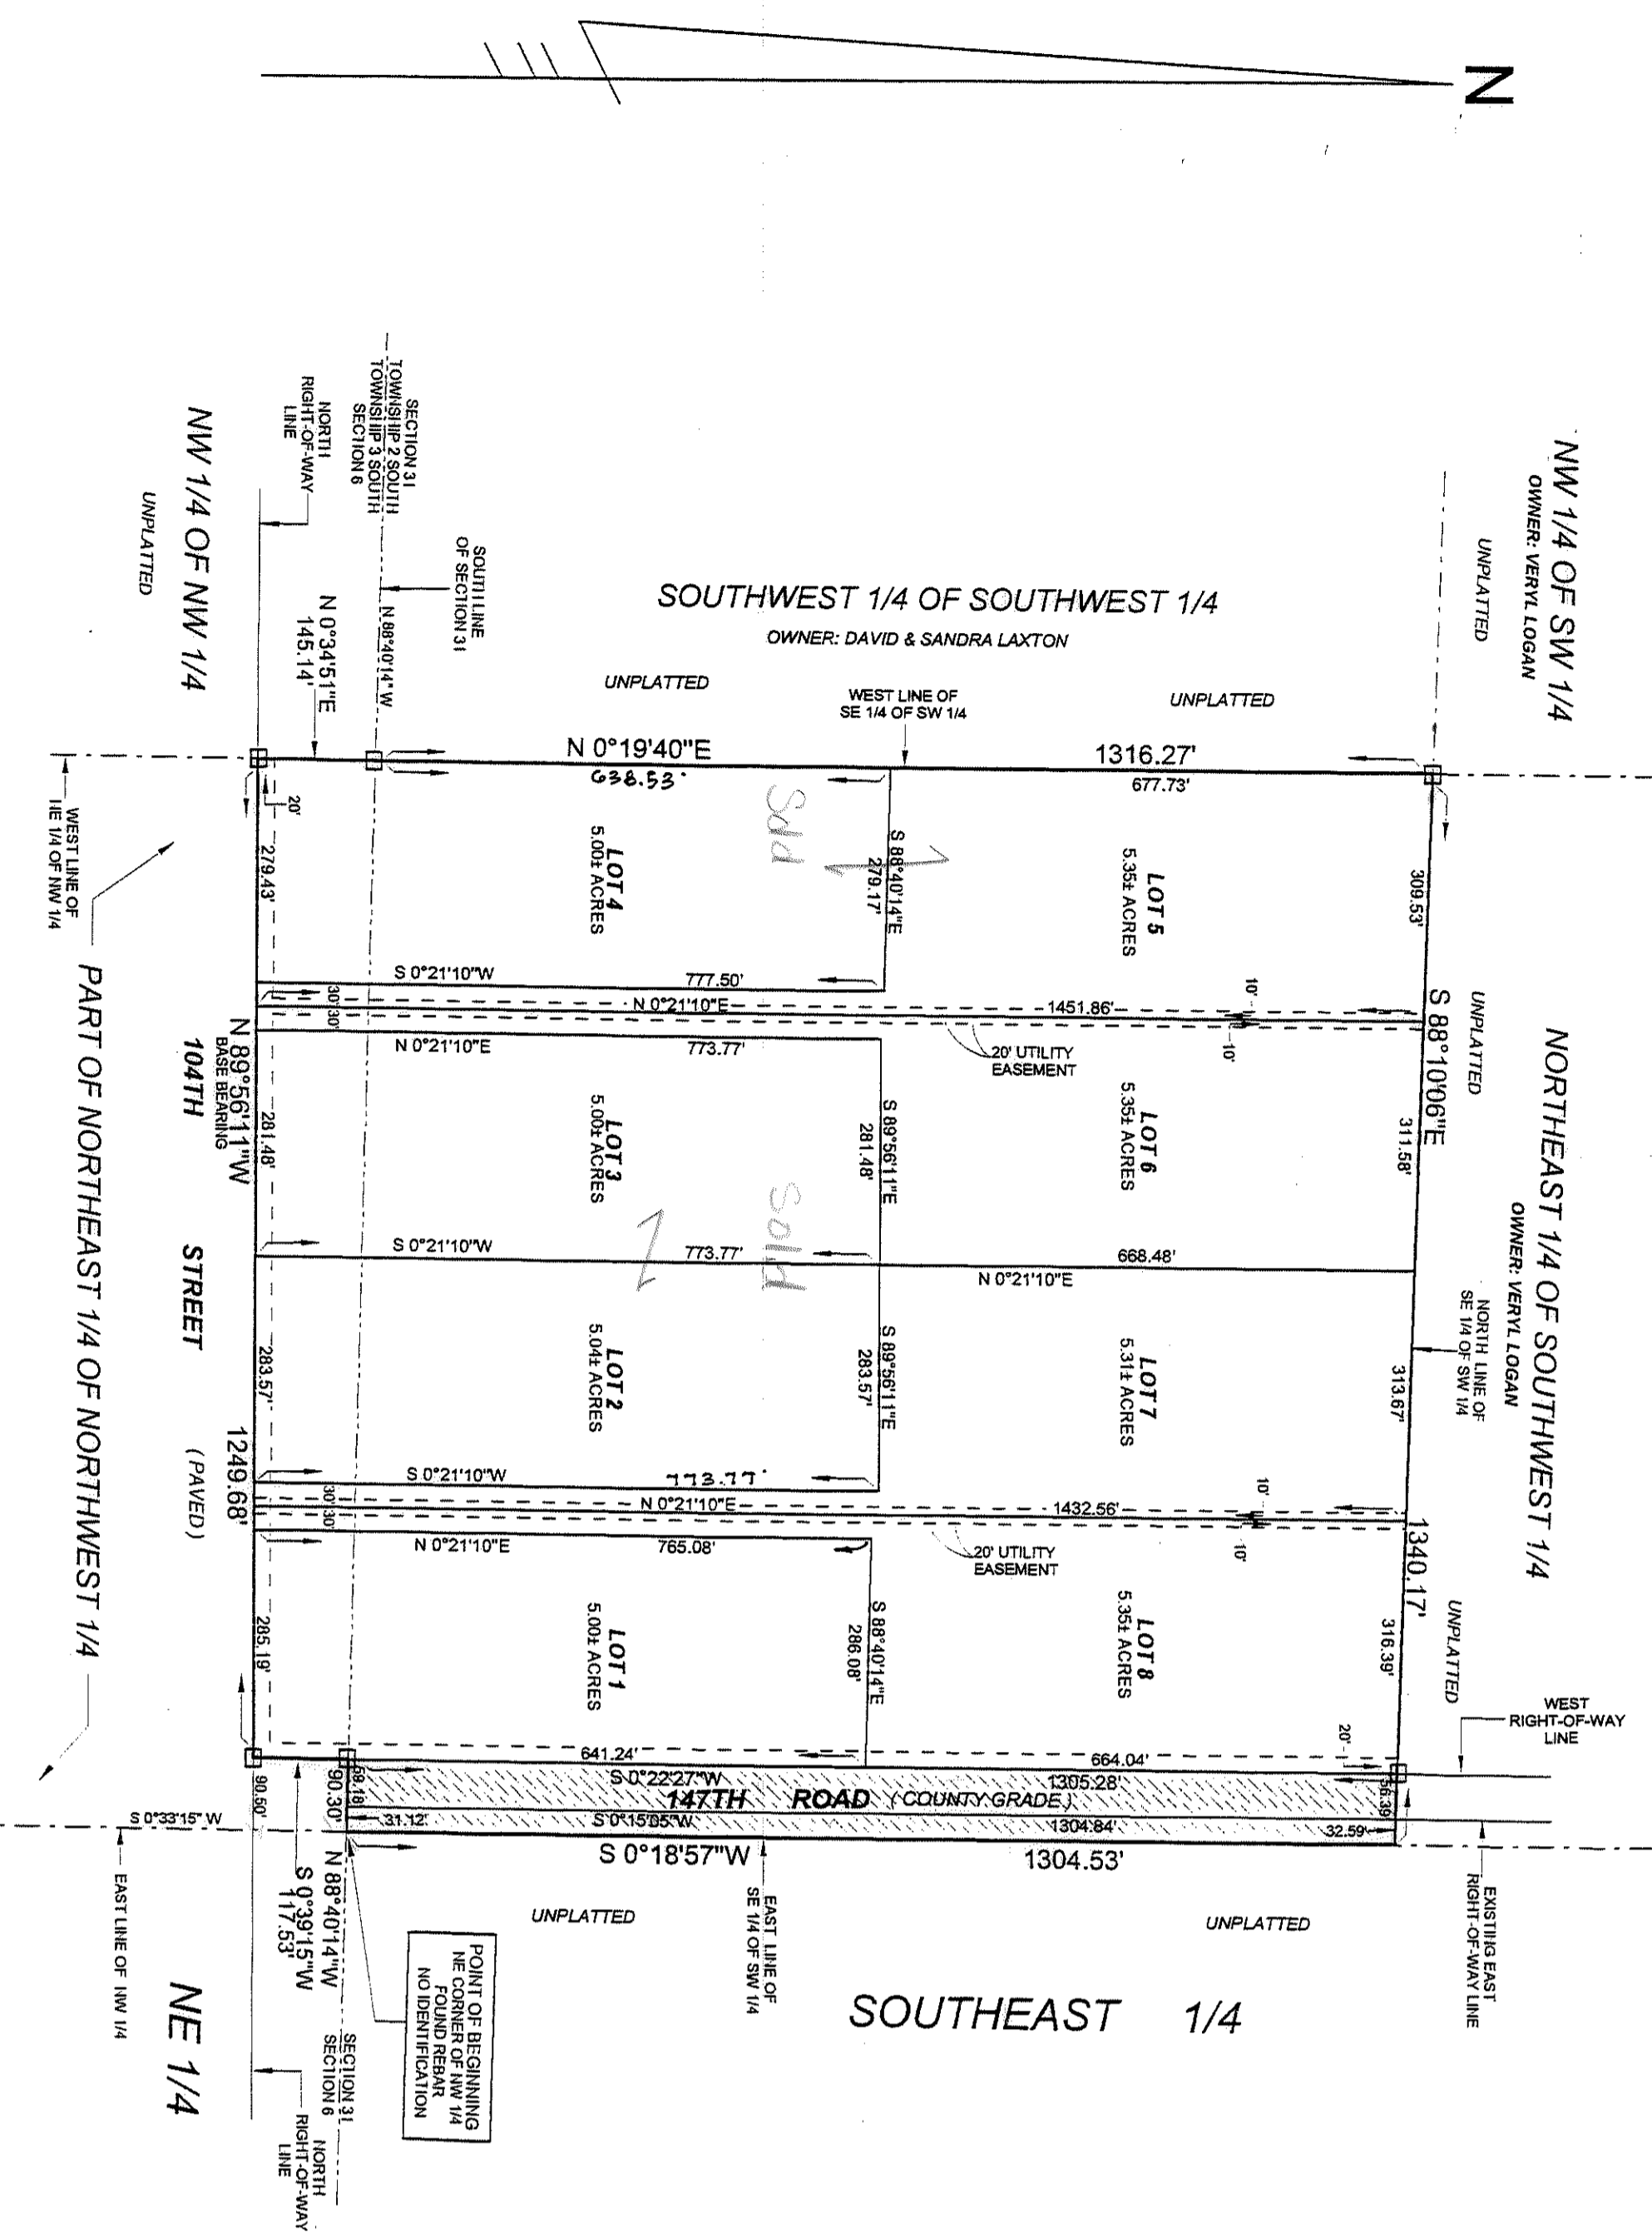 N
NW 1/4 OF SW 1/4
OWNER: VERYL LOGAN
UNPLATTED
NORTHEAST 1/4 OF SOUTHWEST 1/4
OWNER: VERYL LOGAN
UNPLATTED
NORTH LINE OF
SE 1/4 OF SW 1/4
UNPLATTED
WEST
RIGHT-OF-WAY
LINE
S 88°10'06"E
1340.17'
309.53'
311.58'
313.67'
316.39'
SOUTHWEST 1/4 OF SOUTHWEST 1/4
OWNER: DAVID & SANDRA LAXTON
UNPLATTED
WEST LINE OF
SE 1/4 OF SW 1/4
UNPLATTED
N 0°19'40"E
1316.27'
638.53'
677.73'
LOT 5
5.35± ACRES
LOT 6
5.35± ACRES
LOT 7
5.31± ACRES
LOT 8
5.35± ACRES
10'
10'
1451.86'
20' UTILITY
EASEMENT
668.48'
N 0°21'10"E
10'
10'
1432.56'
20' UTILITY
EASEMENT
20'
664.04'
S 88°40'14"E
279.17'
S 89°56'11"E
281.48'
S 89°56'11"E
283.57'
S 88°40'14"E
286.08'
Sold
Sold
LOT 4
5.00± ACRES
LOT 3
5.00± ACRES
LOT 2
5.04± ACRES
LOT 1
5.00± ACRES
S 0°21'10"W
777.50'
N 0°21'10"E
N 0°21'10"E
773.77'
S 0°21'10"W
773.77'
S 0°21'10"W
773.77'
N 0°21'10"E
N 0°21'10"E
765.08'
641.24'
S 0°22'27"W
1305.28'
147TH ROAD (COUNTY GRADE)
31.12'
S 0°15'05"W
1304.84'
32.59'
56.39'
58.18'
S 0°18'57"W
1304.53'
SECTION 31
TOWNSHIP 2 SOUTH
TOWNSHIP 3 SOUTH
SECTION 6
SOUTH LINE
OF SECTION 31
N 88°40'14" W
NORTH
RIGHT-OF-WAY
LINE
N 0°34'51"E
145.14'
NW 1/4 OF NW 1/4
UNPLATTED
20'
30'
30'
30'
30'
279.43'
281.48'
283.57'
285.19'
N 89°56'11"W
BASE BEARING
1249.68'
104TH STREET (PAVED)
WEST LINE OF
NE 1/4 OF NW 1/4
PART OF NORTHEAST 1/4 OF NORTHWEST 1/4
90.50'
90.30'
N 88°40'14"W
S 0°39'15"W
117.53'
S 0°33'15" W
EAST LINE OF NW 1/4
UNPLATTED
EAST LINE OF
SE 1/4 OF SW 1/4
UNPLATTED
EXISTING EAST
RIGHT-OF-WAY LINE
SOUTHEAST 1/4
POINT OF BEGINNING
NE CORNER OF NW 1/4
FOUND REBAR
NO IDENTIFICATION
SECTION 31
SECTION 6
NORTH
RIGHT-OF-WAY
LINE
NE 1/4